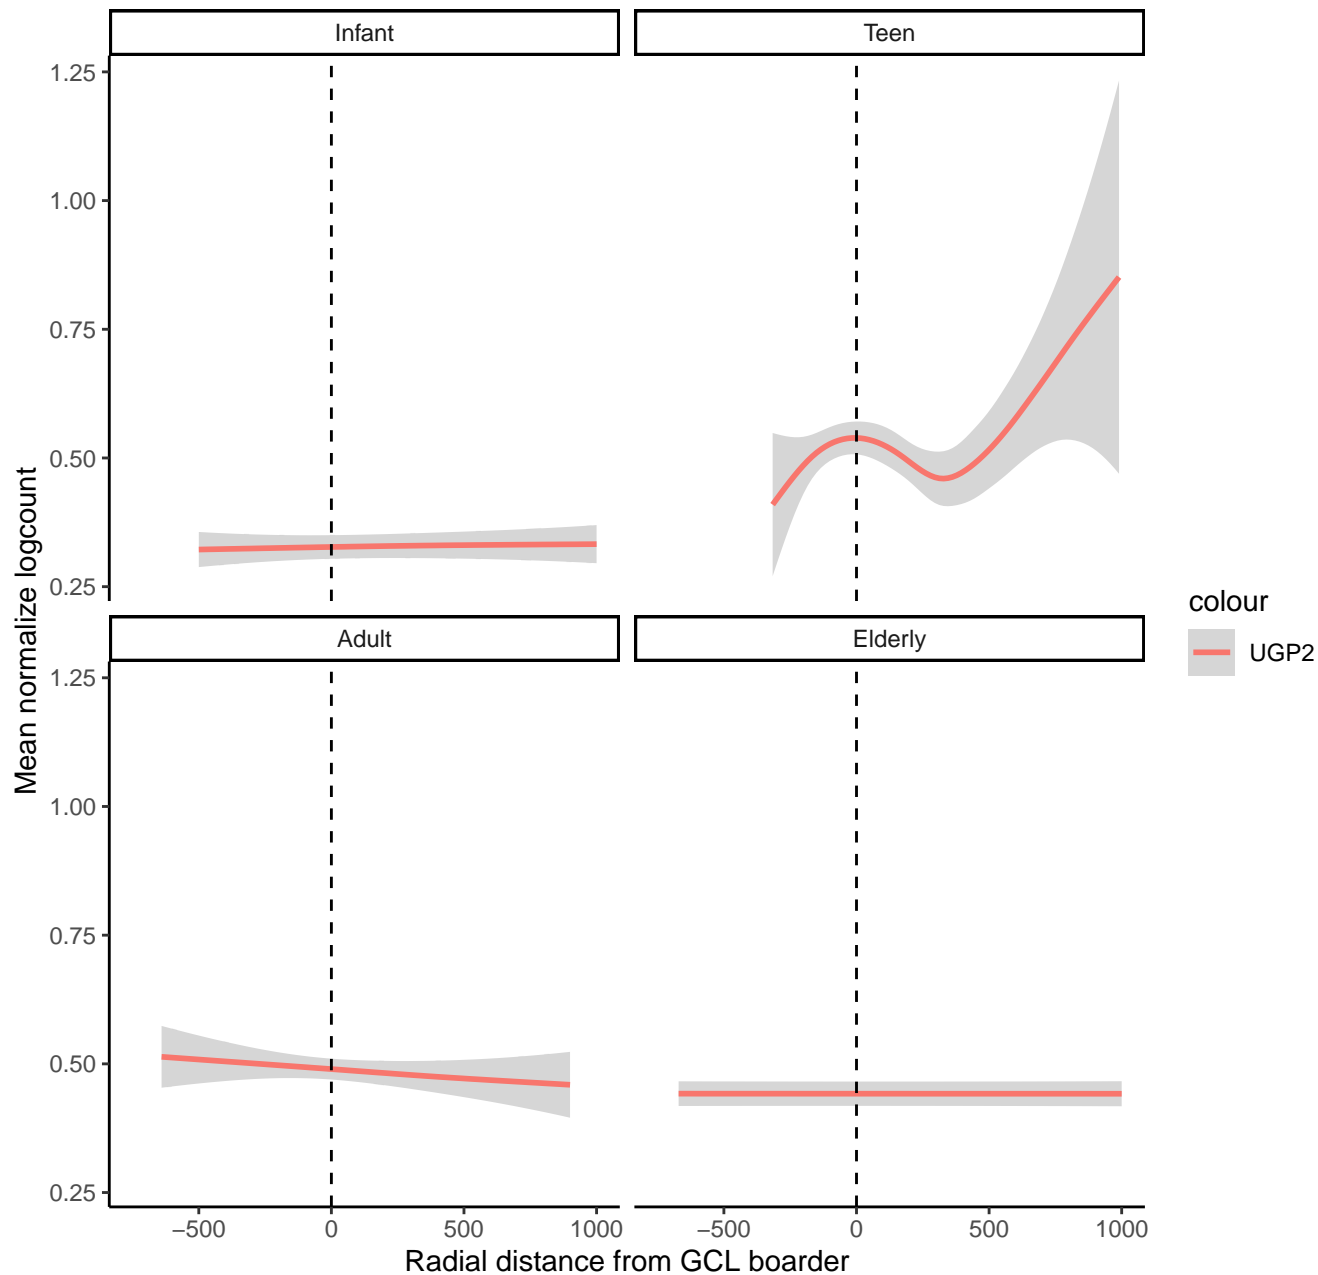 Infant
Teen
1.25
1.00
0.75
0.50
0.25
Mean normalize logcount
Adult
Elderly
1.25
1.00
0.75
0.50
0.25
−500 0 500 1000
−500 0 500 1000
Radial distance from GCL boarder
colour
UGP2